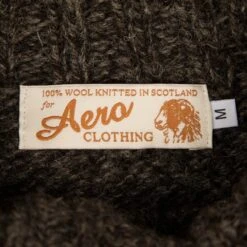 100% WOOL KNITTED IN SCOTLAND
for Aero
CLOTHING
M